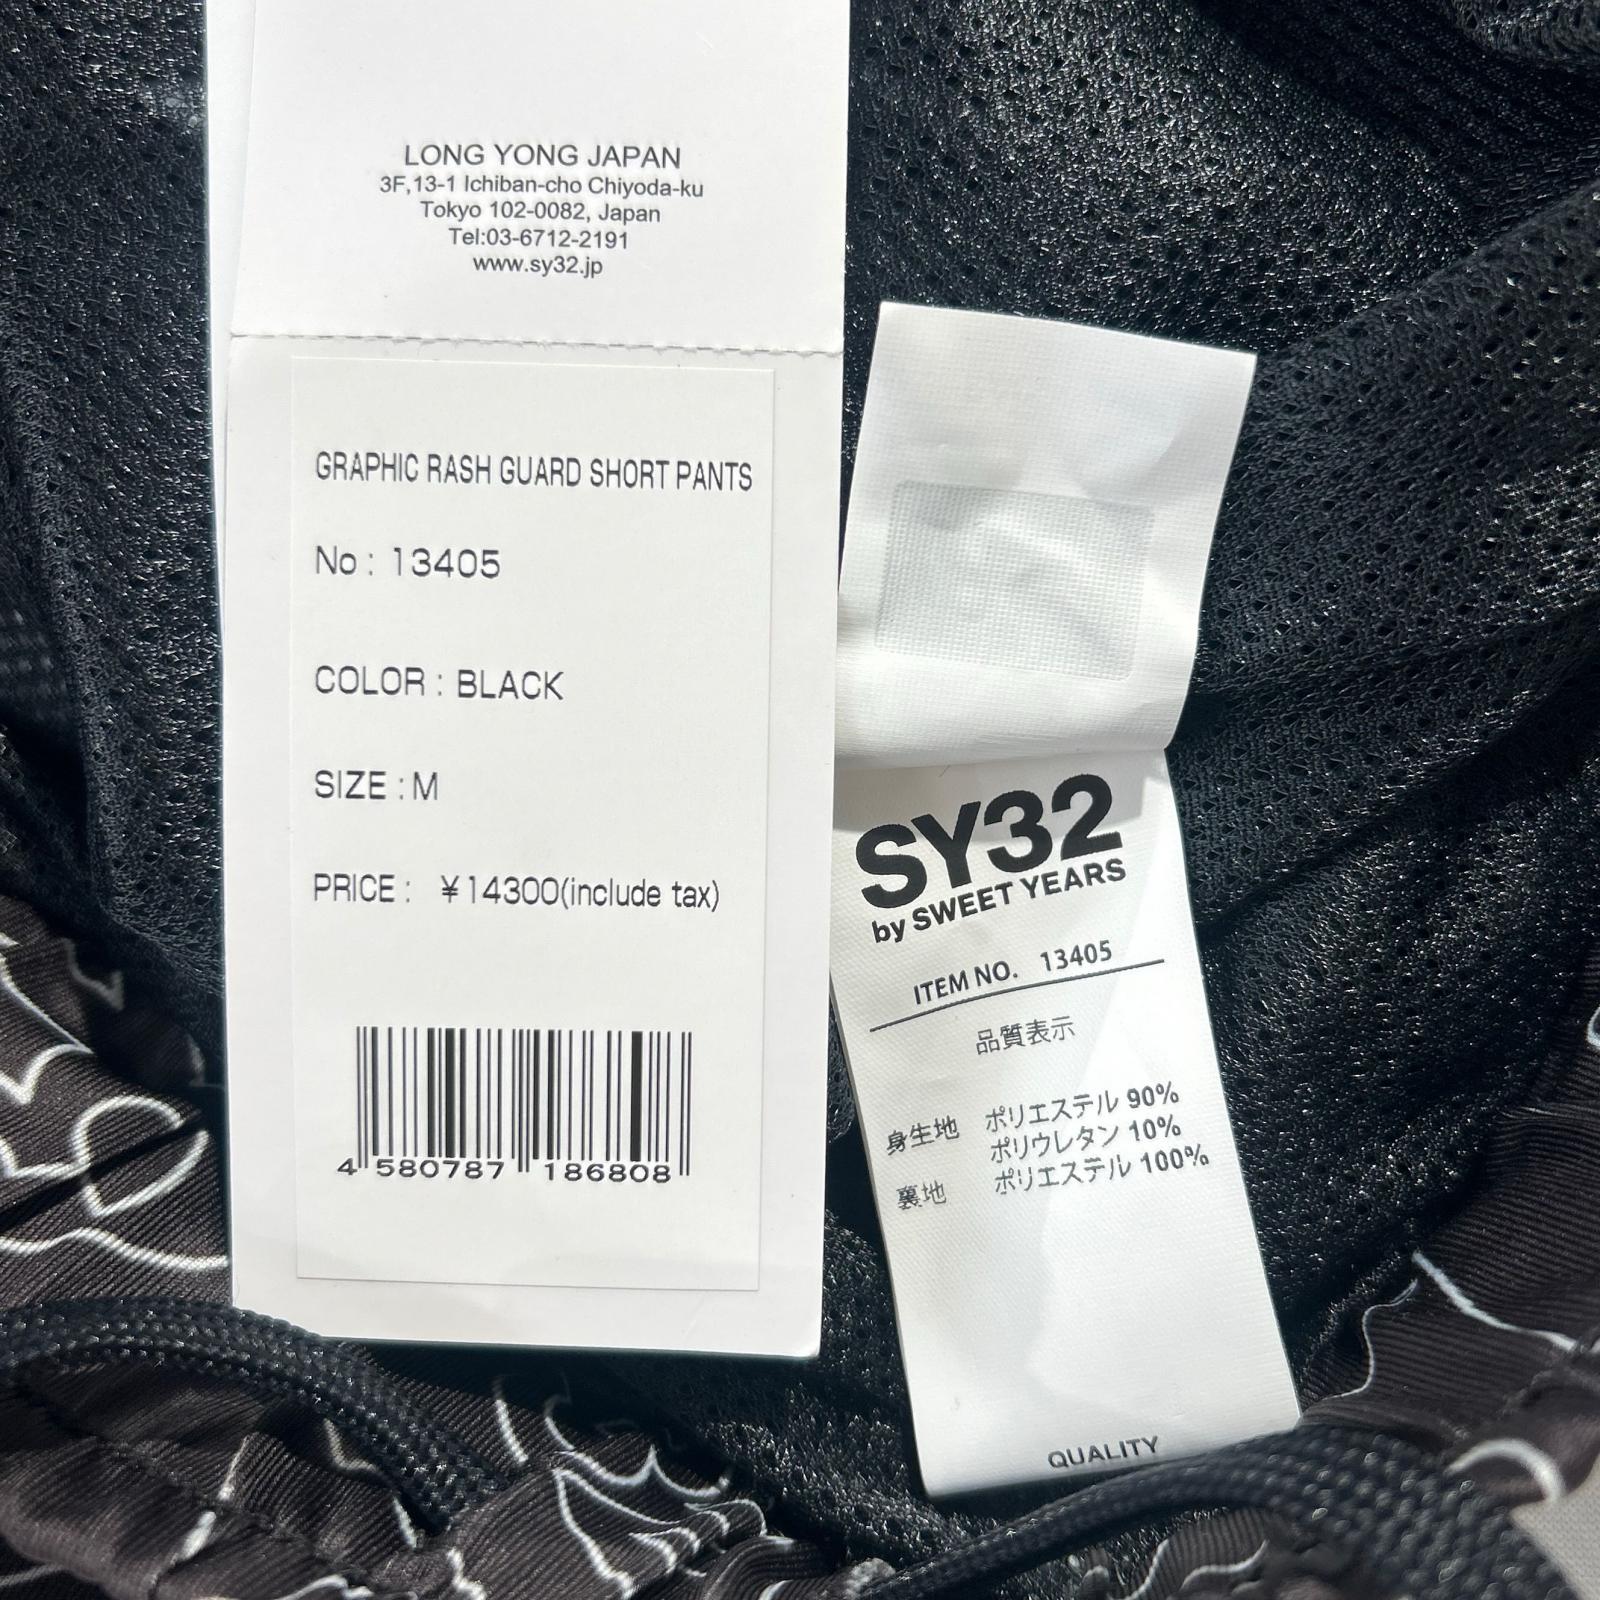 LONG YONG JAPAN
3F,13-1 Ichiban-cho Chiyoda-ku
Tokyo 102-0082, Japan
Tel:03-6712-2191
www.sy32.jp
GRAPHIC RASH GUARD SHORT PANTS
No : 13405
COLOR : BLACK
SIZE : M
PRICE : ¥14300(include tax)
4 580787 186808
SY32
by SWEET YEARS
ITEM NO. 13405
品質表示
身生地 ポリエステル 90%
ポリウレタン 10%
裏地 ポリエステル 100%
QUALITY